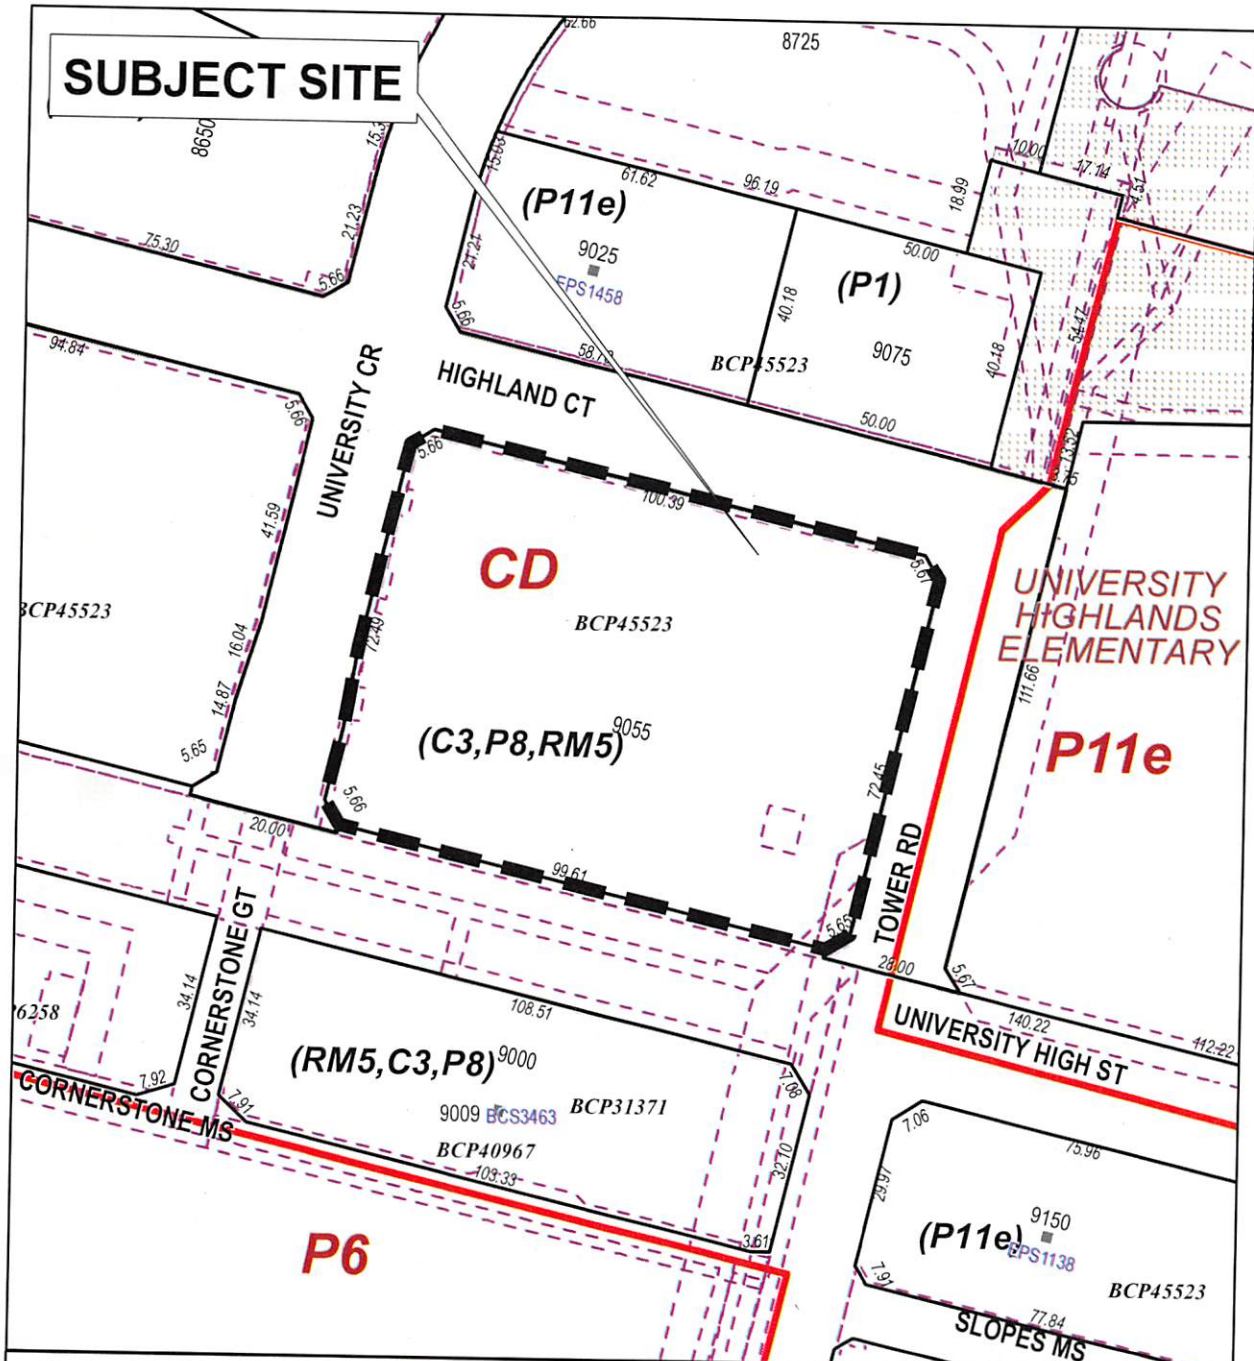 62.66
8725
SUBJECT SITE
8650
15.3
15.03
61.62
96.19
10.00
17.14
4.51
18.99
(P11e)
9025
EPS1458
50.00
(P1)
9075
21.23
75.30
5.66
21.21
40.18
54.47
5.66
58.
BCP45523
40.18
94.84
UNIVERSITY CR
HIGHLAND CT
50.00
13.52
5.66
5.66
100.39
41.59
CD
5.67
UNIVERSITY
HIGHLANDS
ELEMENTARY
BCP45523
BCP45523
16.04
72.49
111.66
14.87
(C3,P8,RM5)
9055
P11e
5.65
72.45
5.66
20.00
99.61
TOWER RD
5.65
28.00
5.67
CORNERSTONE GT
34.14
34.14
108.51
140.22
UNIVERSITY HIGH ST
112.22
(RM5,C3,P8)
9000
7.08
7.92
7.91
CORNERSTONE MS
9009
BCS3463
BCP31371
BCP40967
103.33
32.10
7.06
75.96
29.97
3.61
P6
9150
(P11e)
EPS1138
7.91
BCP45523
77.84
SLOPES MS